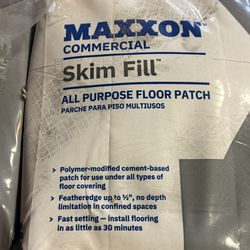 MAXXON
COMMERCIAL
Skim Fill™
ALL PURPOSE FLOOR PATCH
PARCHE PARA PISO MULTIUSOS
› Polymer-modified cement-based
patch for use under all types of
floor covering
› Featheredge up to ½", no depth
limitation in confined spaces
› Fast setting – install flooring
in as little as 30 minutes